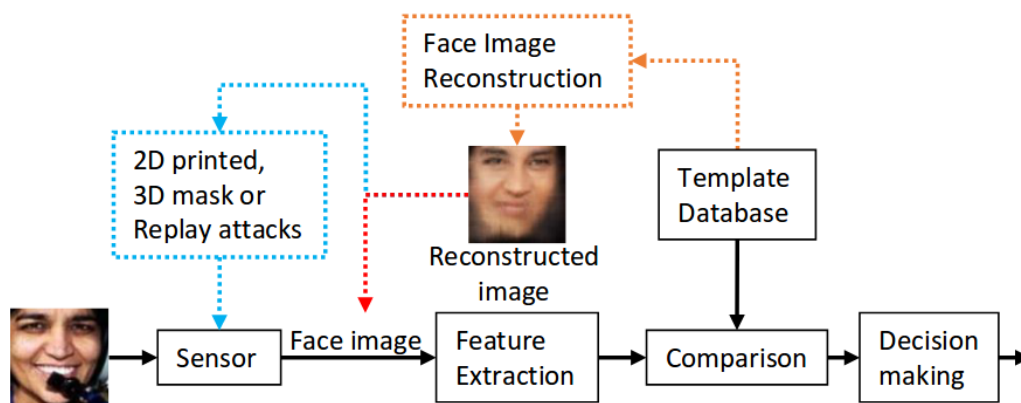 Face Image
Reconstruction
2D printed,
3D mask or
Replay attacks
Template
Database
Reconstructed
image
Sensor
Face image
Feature
Extraction
Comparison
Decision
making